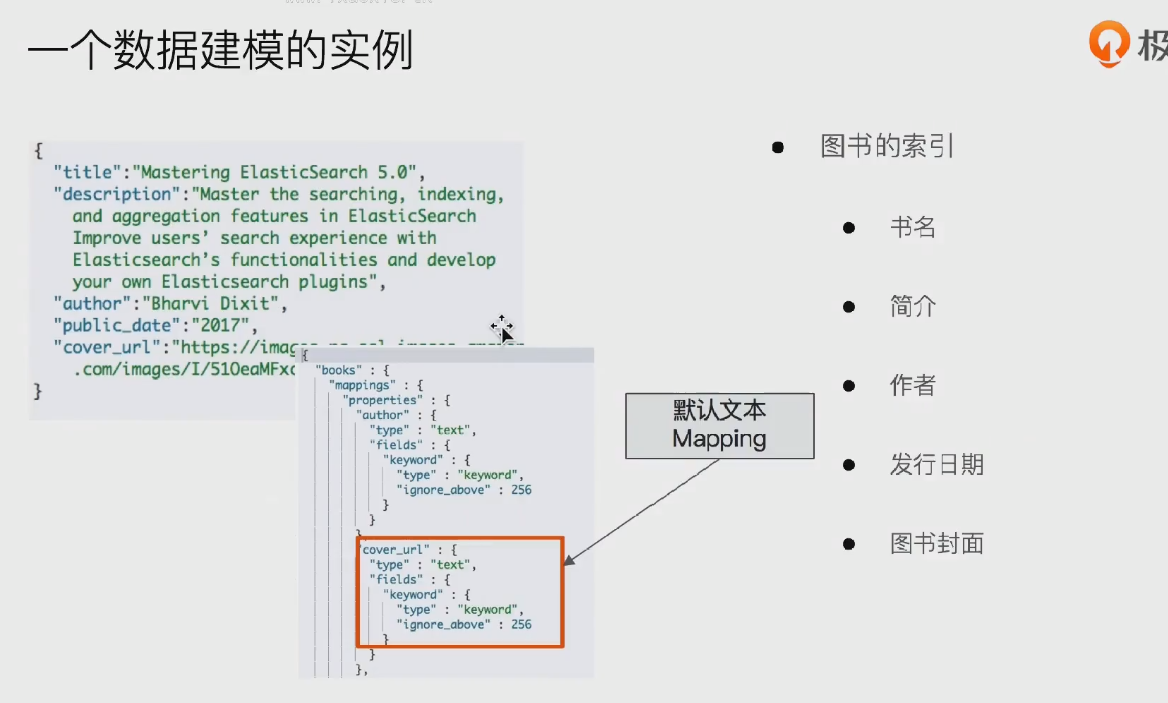 一个数据建模的实例
极
{
"title":"Mastering ElasticSearch 5.0",
"description":"Master the searching, indexing,
and aggregation features in ElasticSearch
Improve users’ search experience with
Elasticsearch’s functionalities and develop
your own Elasticsearch plugins",
"author":"Bharvi Dixit",
"public_date":"2017",
"cover_url":"https://images
.com/images/I/51OeaMFxc
}
{
"books" : {
"mappings" : {
"properties" : {
"author" : {
"type" : "text",
"fields" : {
"keyword" : {
"type" : "keyword",
"ignore_above" : 256
}
}
},
"cover_url" : {
"type" : "text",
"fields" : {
"keyword" : {
"type" : "keyword",
"ignore_above" : 256
}
}
},
默认文本
Mapping
图书的索引
书名
简介
作者
发行日期
图书封面